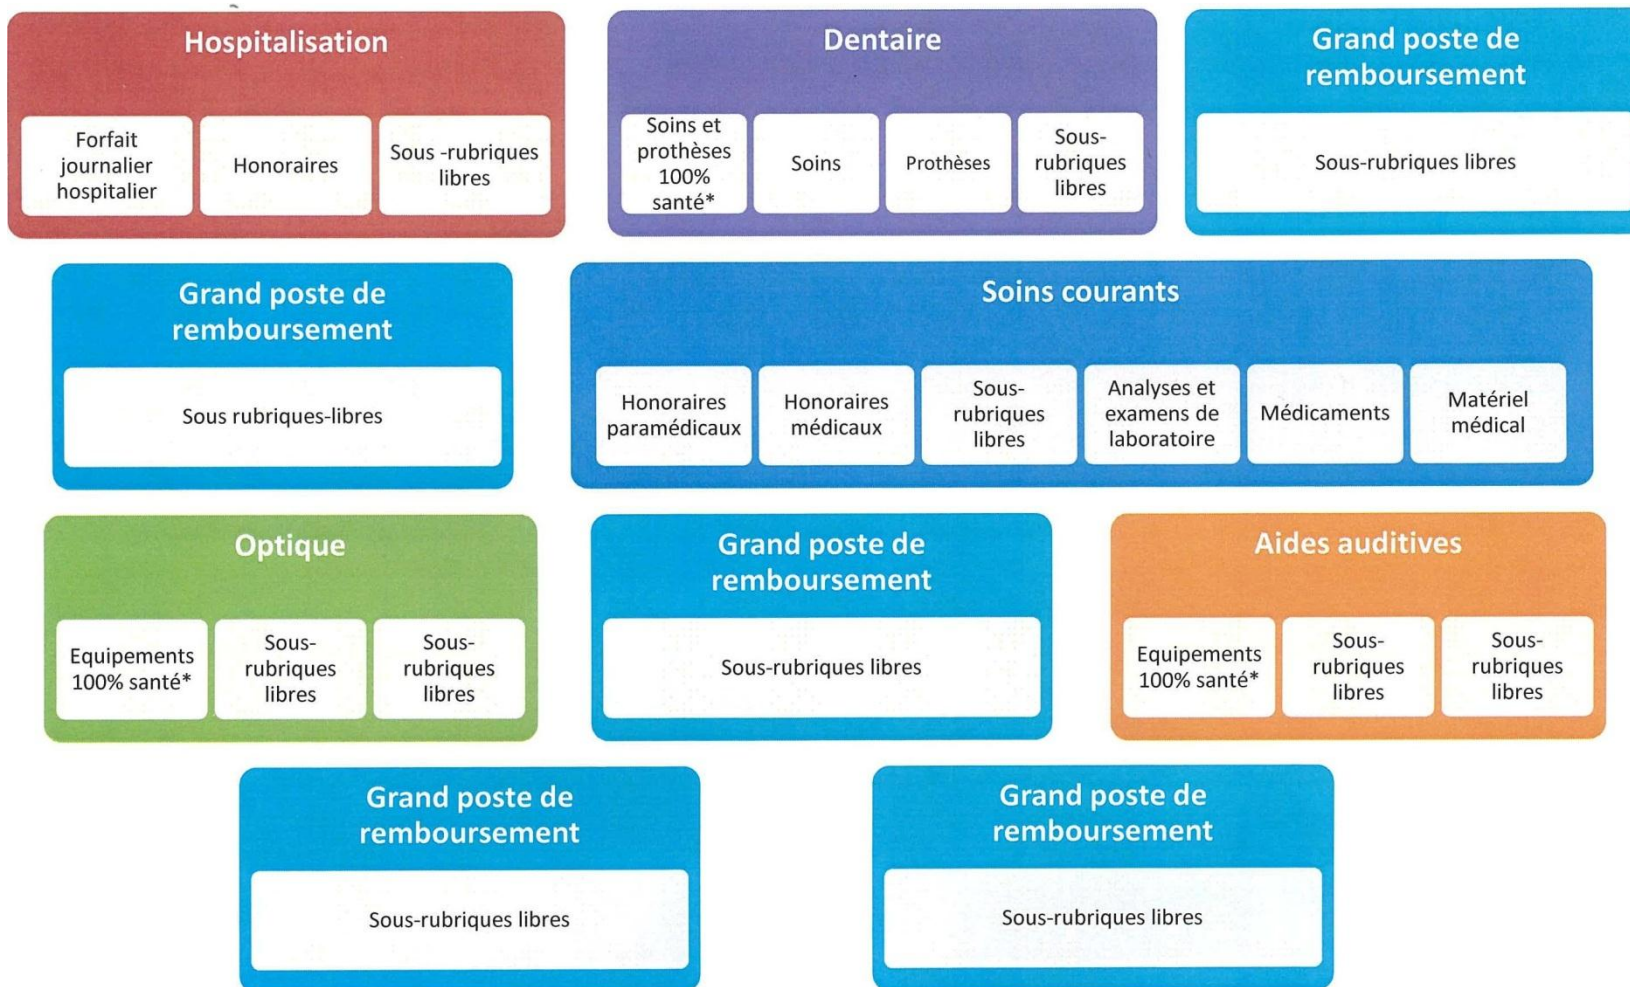 Hospitalisation
Forfait
journalier
hospitalier
Honoraires
Sous -rubriques
libres
Dentaire
Soins et
prothèses
100%
santé*
Soins
Prothèses
Sous-
rubriques
libres
Grand poste de
remboursement
Sous-rubriques libres
Grand poste de
remboursement
Sous rubriques-libres
Soins courants
Honoraires
paramédicaux
Honoraires
médicaux
Sous-
rubriques
libres
Analyses et
examens de
laboratoire
Médicaments
Matériel
médical
Optique
Equipements
100% santé*
Sous-
rubriques
libres
Sous-
rubriques
libres
Grand poste de
remboursement
Sous-rubriques libres
Aides auditives
Equipements
100% santé*
Sous-
rubriques
libres
Sous-
rubriques
libres
Grand poste de
remboursement
Sous-rubriques libres
Grand poste de
remboursement
Sous-rubriques libres